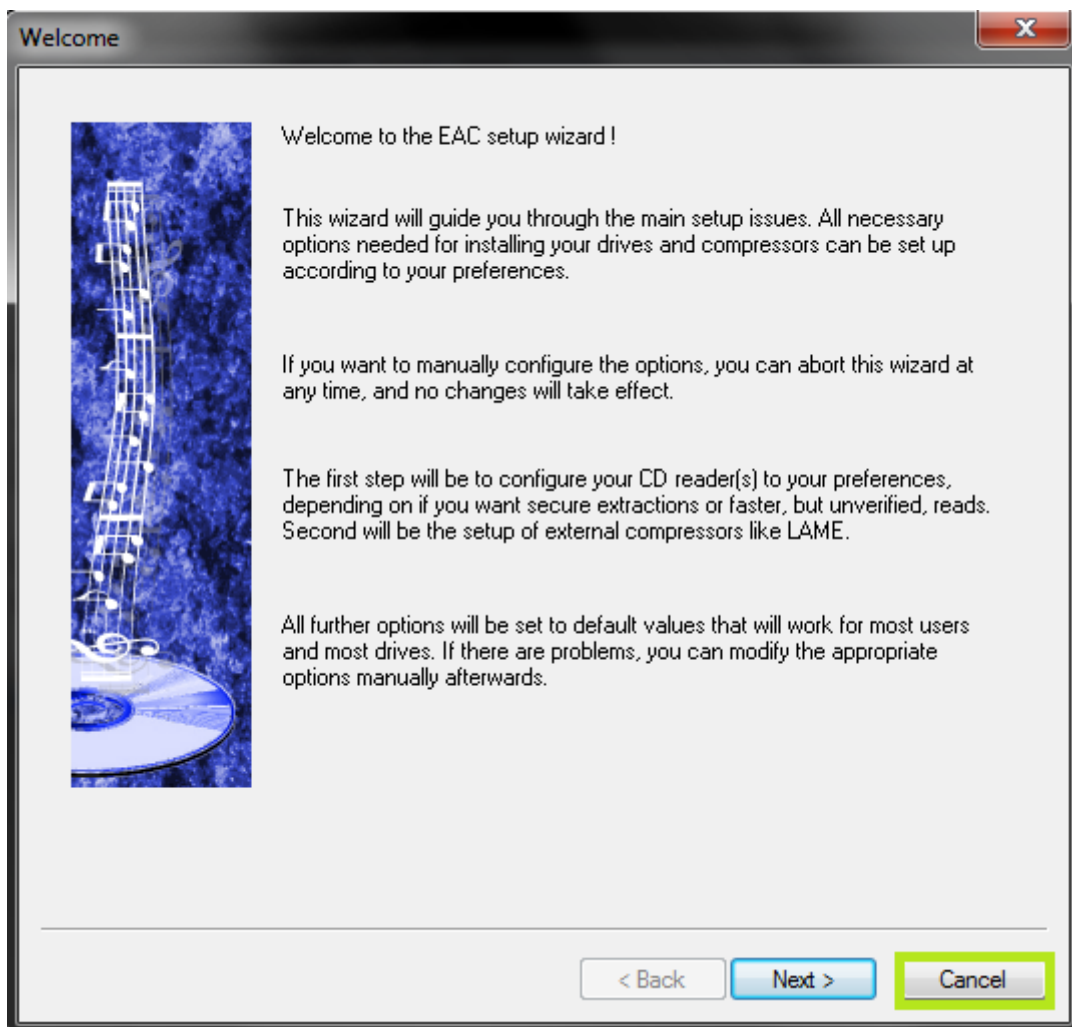 Welcome
Welcome to the EAC setup wizard !
This wizard will guide you through the main setup issues. All necessary
options needed for installing your drives and compressors can be set up
according to your preferences.
If you want to manually configure the options, you can abort this wizard at
any time, and no changes will take effect.
The first step will be to configure your CD reader(s) to your preferences,
depending on if you want secure extractions or faster, but unverified, reads.
Second will be the setup of external compressors like LAME.
All further options will be set to default values that will work for most users
and most drives. If there are problems, you can modify the appropriate
options manually afterwards.
< Back Next > Cancel